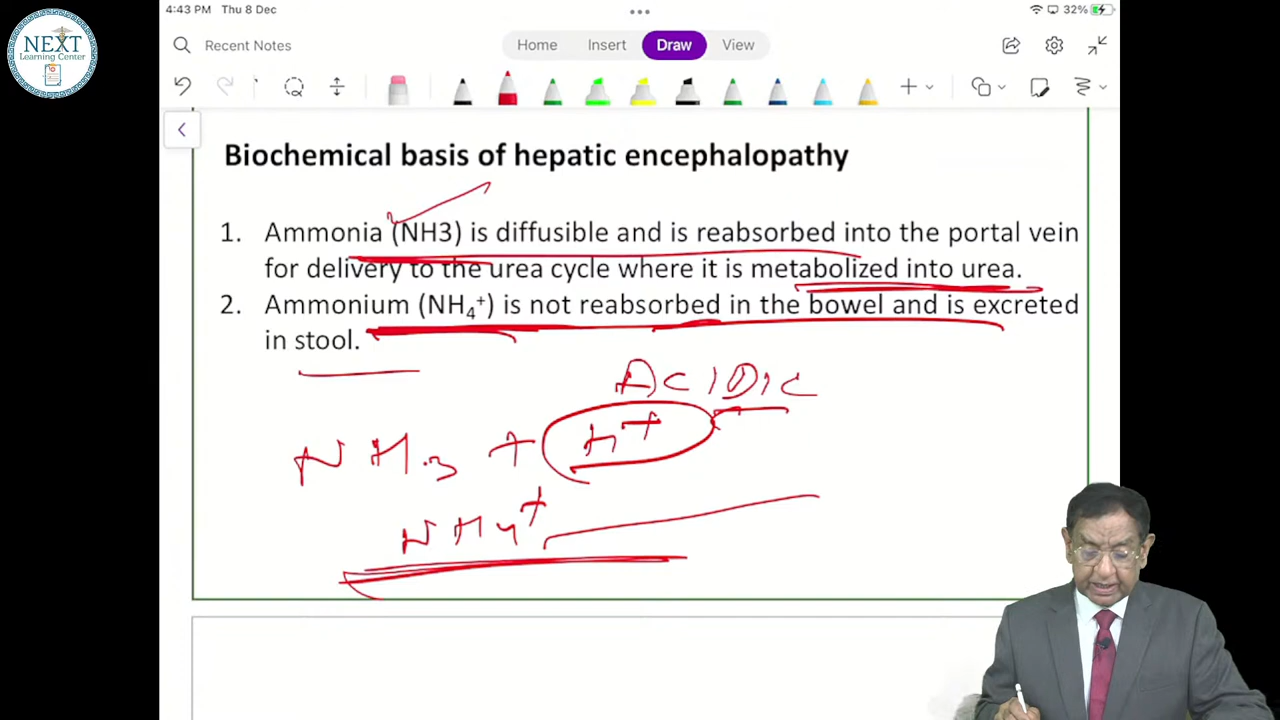 4:43 PM Thu 8 Dec
32%
NEXT
Learning Center
Recent Notes
Home Insert Draw View
Biochemical basis of hepatic encephalopathy
1. Ammonia (NH3) is diffusible and is reabsorbed into the portal vein
for delivery to the urea cycle where it is metabolized into urea.
2. Ammonium (NH₄⁺) is not reabsorbed in the bowel and is excreted
in stool.
ACIDIC
NH3 + H+
NH4+